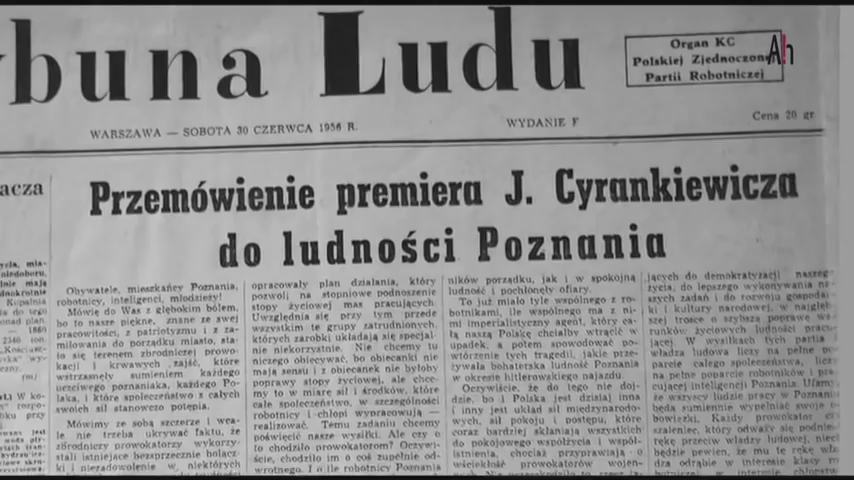 buna Ludu
Organ KC
Polskiej Zjednoczonej
Partii Robotniczej
Ah
WARSZAWA — SOBOTA 30 CZERWCA 1956 R.
WYDANIE F
Cena 20 gr
acza
Przemówienie premiera J. Cyrankiewicza
do ludności Poznania
Obywatele, mieszkańcy Poznania,
robotnicy, inteligenci, młodzieży!
Mówię do Was z głębokim bólem,
bo to nasze piękne, znane ze swej
pracowitości, z patriotyzmu i z za-
miłowania do porządku miasto, sta-
ło się terenem zbrodniczej prowo-
kacji i krwawych zajść, które
wstrząsnęły sumieniem każdego
uczciwego poznaniaka, każdego Po-
laka, i które społeczeństwo z całych
swoich sił stanowczo potępia.
Mówimy ze sobą szczerze i wca-
le nie trzeba ukrywać faktu, że
zbrodniczy prowokatorzy wykorzy-
stali istniejące bezsprzecznie bolącz-
ki i niezadowolenie w niektórych
opracowały plan działania, który
pozwoli na stopniowe podnoszenie
stopy życiowej mas pracujących.
Uwzględnia się przy tym przede
wszystkim te grupy zatrudnionych,
których zarobki układają się specjal-
nie niekorzystnie. Nie chcemy tu
niczego obiecywać, bo obiecanki nie
mają sensu i z obiecanek nie byłoby
poprawy stopy życiowej, ale chce-
my to w miarę sił i środków, które
całe społeczeństwo, w szczególności
robotnicy i chłopi wypracowują —
realizować. Temu zadaniu chcemy
poświęcić nasze wysiłki. Ale czy o
to chodziło prowokatorom? Oczywi-
ście, chodziło im o coś zupełnie od-
wrotnego. I o ile robotnicy Poznania
ników porządku, jak i w spokojną
ludność i pochłonęły ofiary.
To już miało tyle wspólnego z ro-
botnikami, ile wspólnego ma z ni-
mi imperialistyczny agent, który ca-
łą naszą Polskę chciałby wtrącić w
upadek, a potem spowodować po-
wtórzenie tych tragedii, jakie prze-
żywała bohaterska ludność Poznania
w okresie hitlerowskiego najazdu.
Oczywiście, że do tego nie doj-
dzie, bo i Polska jest dzisiaj inna
i inny jest układ sił międzynarodo-
wych, sił pokoju i postępu, które
coraz bardziej skłaniają wszystkich
do pokojowego współżycia i współ-
istnienia, chociaż przyprawiają o
wściekłość prowokatorów wojen-
jących do demokratyzacji naszego
życia, do lepszego wykonywania na-
szych zadań i do rozwoju gospodar-
ki i kultury narodowej, w najgłęb-
szej trosce o szybszą poprawę wa-
runków życiowych ludności pracu-
jącej. W wysiłkach tych partia i
władza ludowa liczy na pełne po-
parcie całego społeczeństwa, liczy
na pełne poparcie robotników i pra-
cującej inteligencji Poznania. Ufamy,
że wszyscy ludzie pracy w Poznaniu
będą sumiennie wypełniać swoje o-
bowiązki. Każdy prowokator czy
szaleniec, który odważy się podnieść
rękę przeciw władzy ludowej, niech
będzie pewien, że mu tę rękę wła-
dza odrąbie w interesie klasy ro-